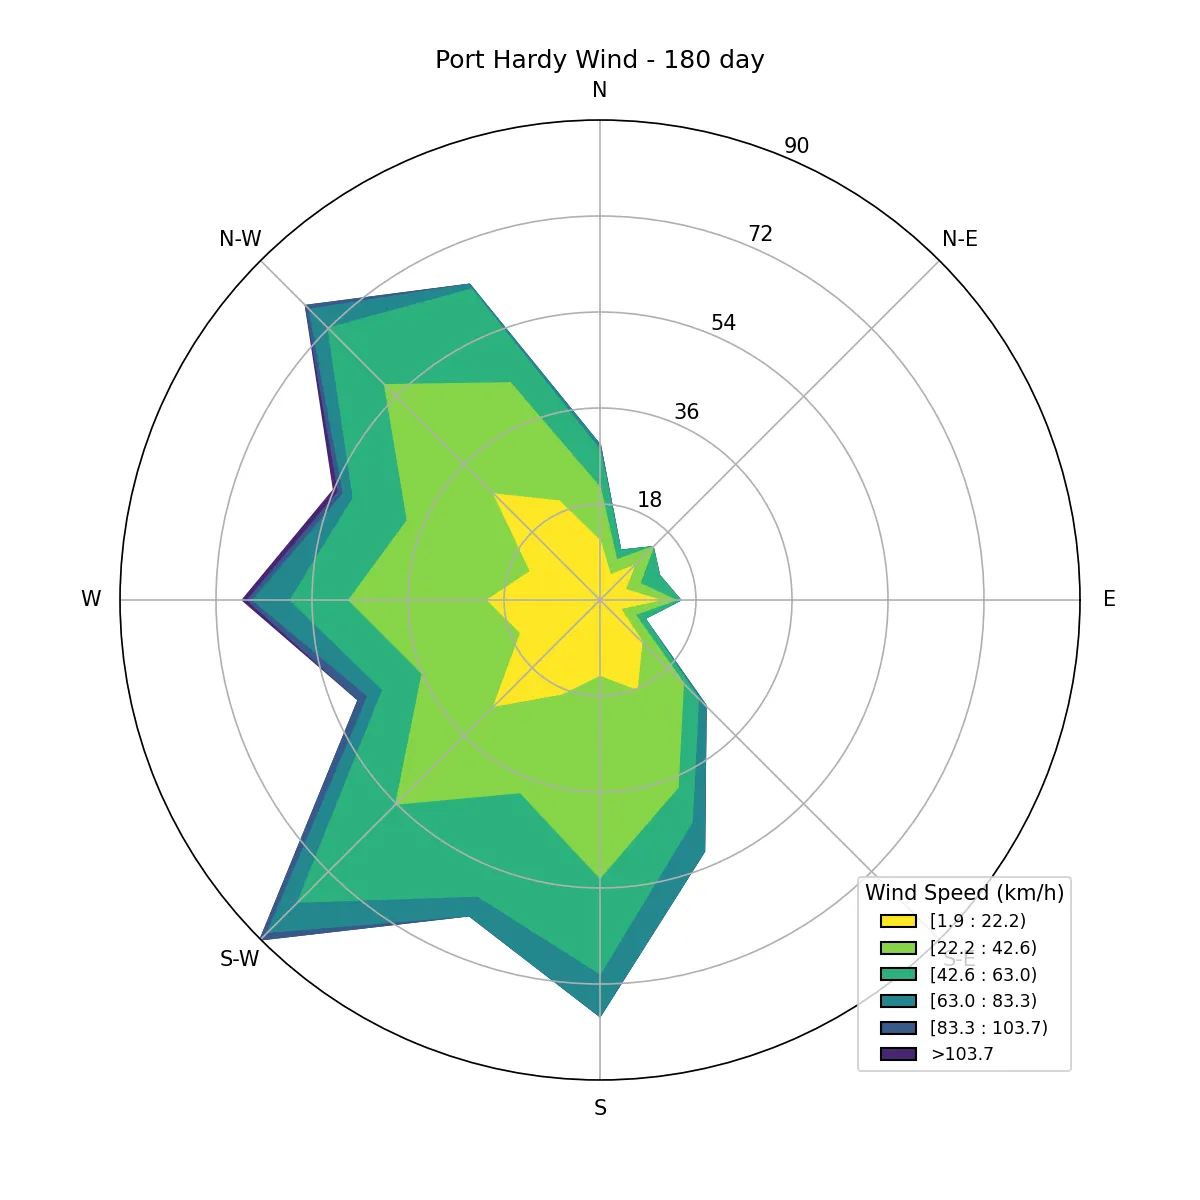 Port Hardy Wind - 180 day
N
90
N-W
72
N-E
54
36
18
W
E
Wind Speed (km/h)
[1.9 : 22.2)
[22.2 : 42.6)
S-W
S-E
[42.6 : 63.0)
[63.0 : 83.3)
[83.3 : 103.7)
>103.7
S